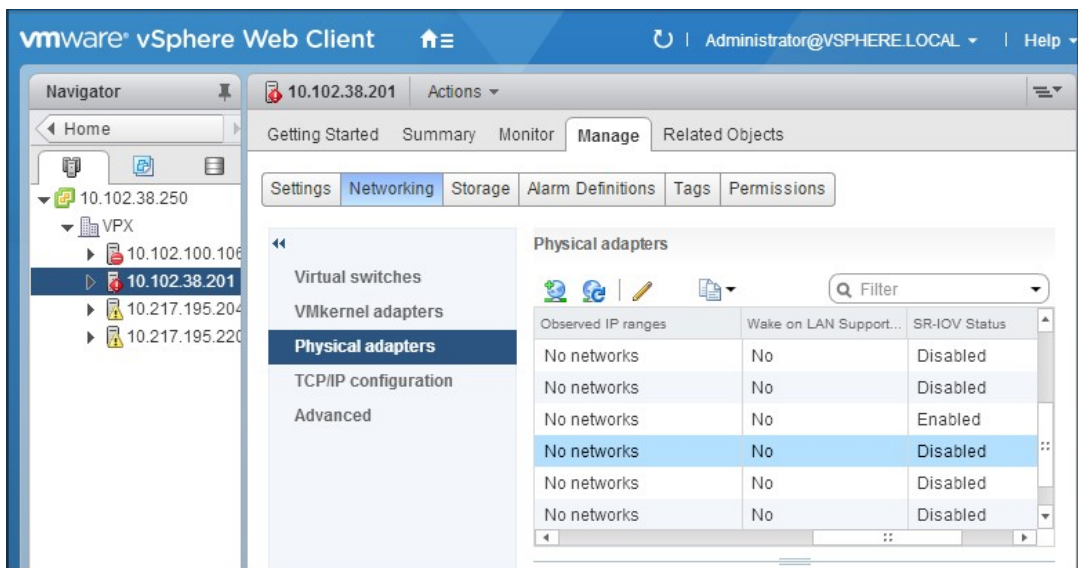 vmware® vSphere Web Client
Administrator@VSPHERE.LOCAL
Help
Navigator
Home
10.102.38.250
VPX
10.102.100.106
10.102.38.201
10.217.195.204
10.217.195.220
10.102.38.201 Actions
Getting Started Summary Monitor Manage Related Objects
Settings Networking Storage Alarm Definitions Tags Permissions
Virtual switches
VMkernel adapters
Physical adapters
TCP/IP configuration
Advanced
Physical adapters
Filter
Observed IP ranges Wake on LAN Support... SR-IOV Status
No networks No Disabled
No networks No Disabled
No networks No Enabled
No networks No Disabled
No networks No Disabled
No networks No Disabled